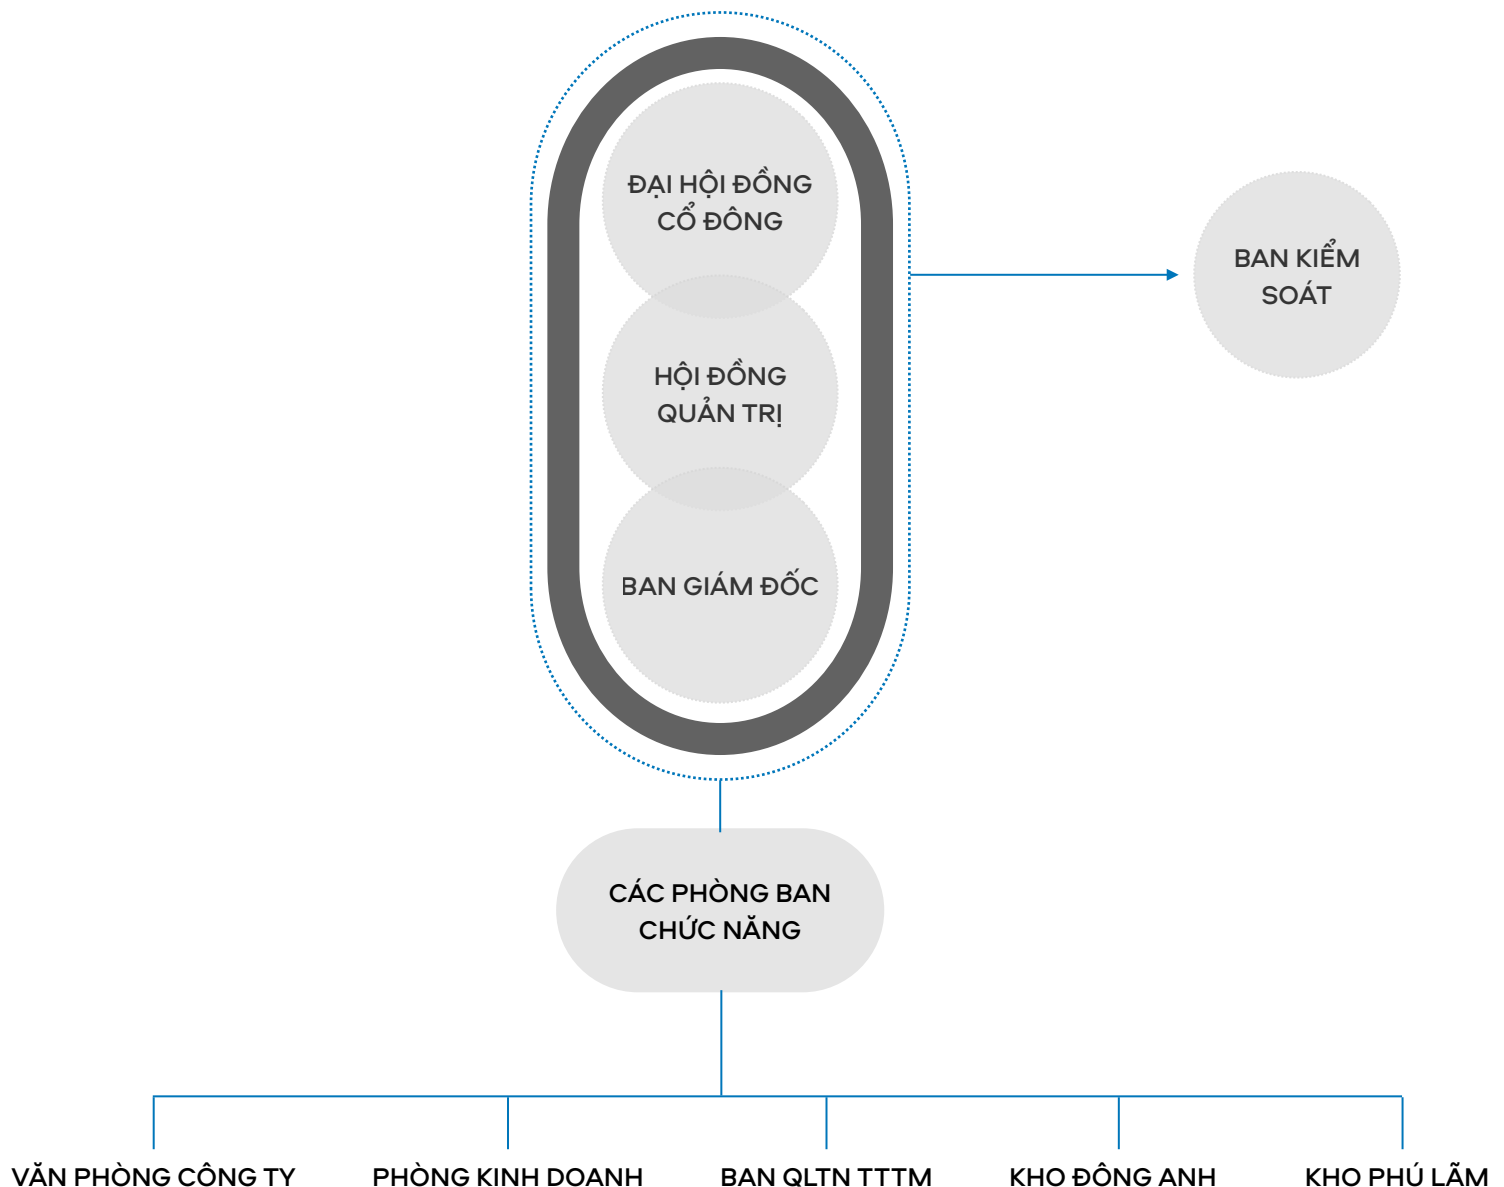 ĐẠI HỘI ĐỒNG
CỔ ĐÔNG
BAN KIỂM
SOÁT
HỘI ĐỒNG
QUẢN TRỊ
BAN GIÁM ĐỐC
CÁC PHÒNG BAN
CHỨC NĂNG
VĂN PHÒNG CÔNG TY
PHÒNG KINH DOANH
BAN QLTN TTTM
KHO ĐÔNG ANH
KHO PHÚ LÃM